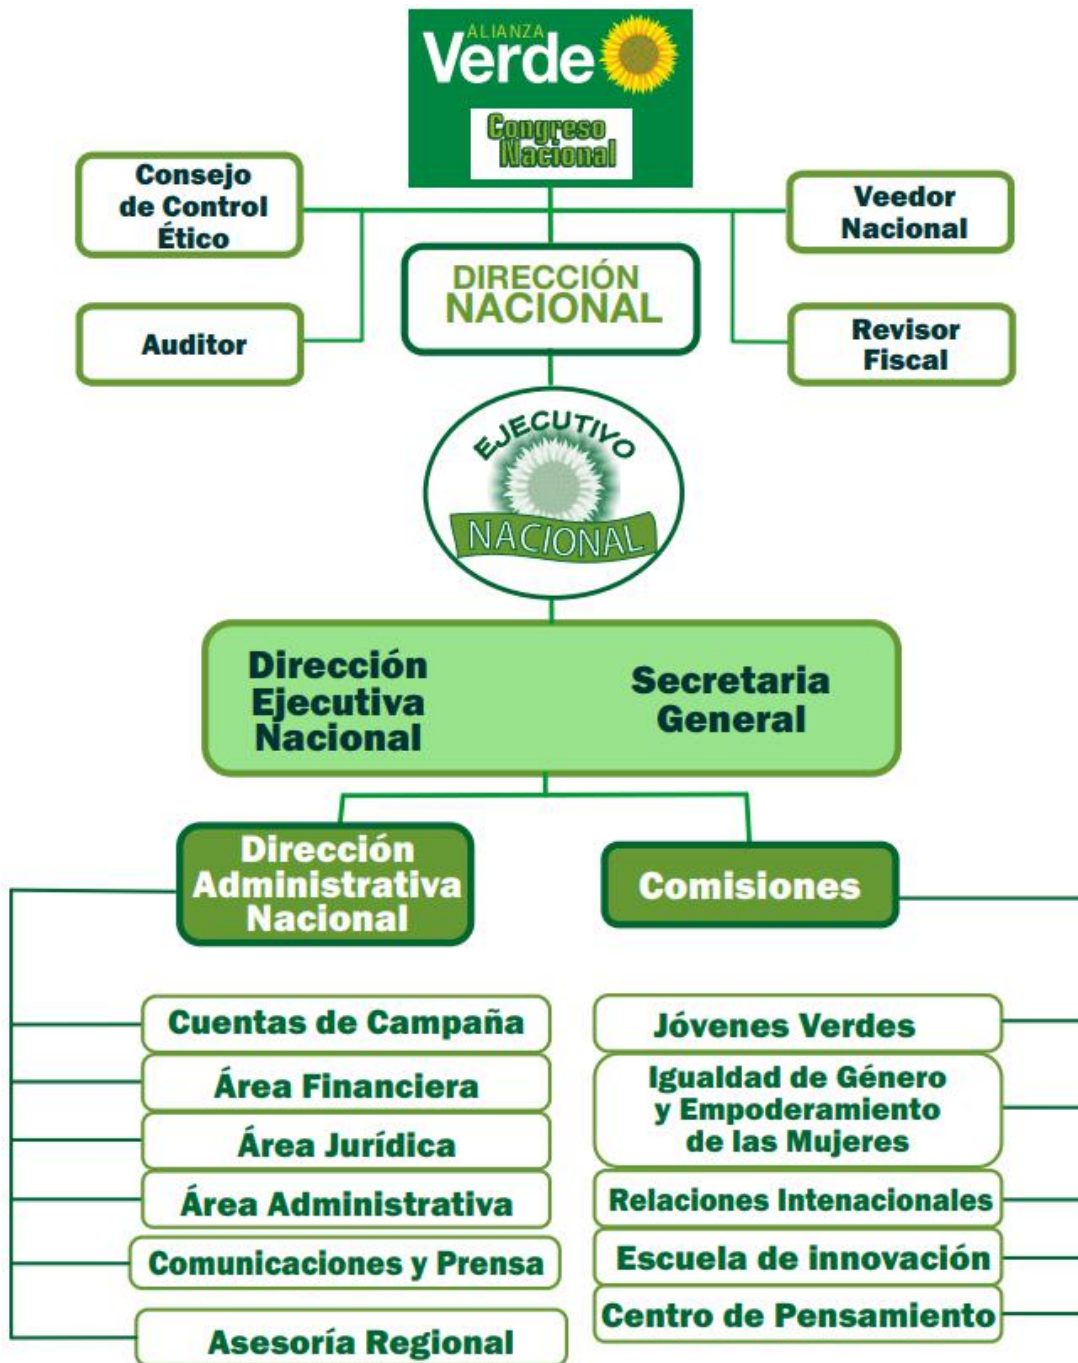 ALIANZA
Verde
Congreso
Nacional
Consejo
de Control
Ético
Veedor
Nacional
DIRECCIÓN
NACIONAL
Auditor
Revisor
Fiscal
EJECUTIVO
NACIONAL
Dirección
Ejecutiva
Nacional
Secretaria
General
Dirección
Administrativa
Nacional
Comisiones
Cuentas de Campaña
Área Financiera
Área Jurídica
Área Administrativa
Comunicaciones y Prensa
Asesoría Regional
Jóvenes Verdes
Igualdad de Género
y Empoderamiento
de las Mujeres
Relaciones Intenacionales
Escuela de innovación
Centro de Pensamiento